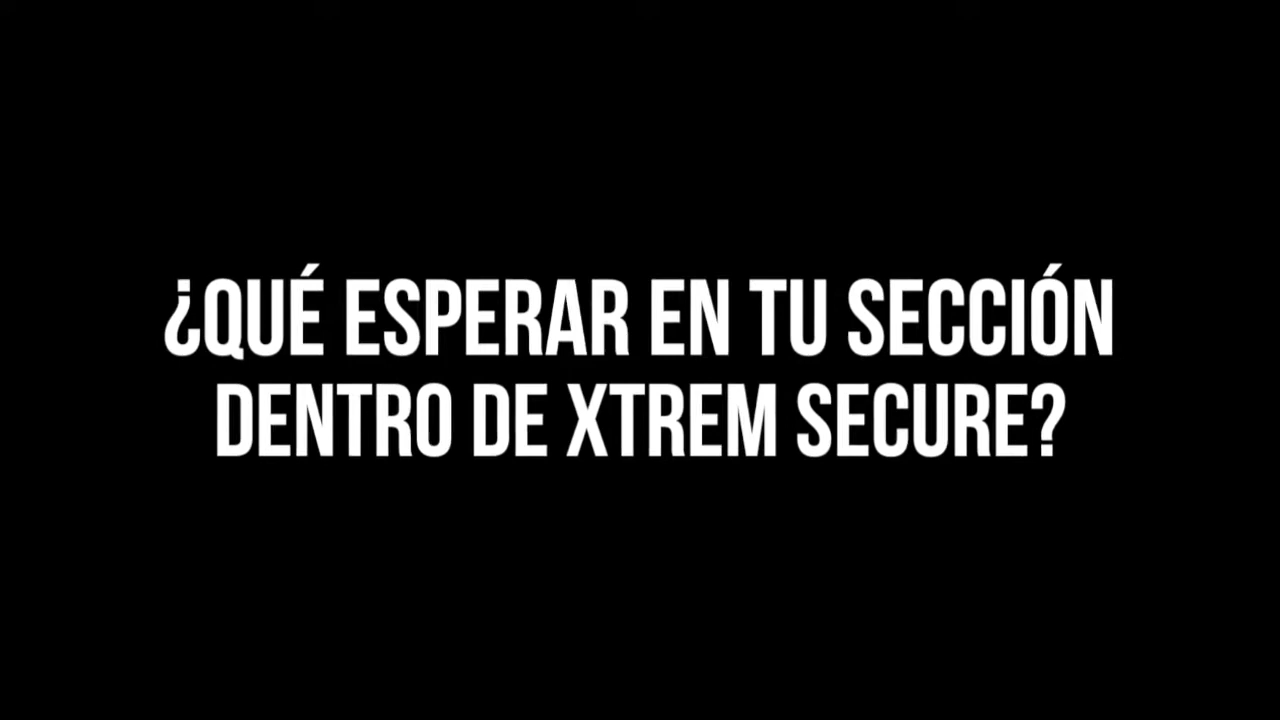 ¿QUÉ ESPERAR EN TU SECCIÓN
DENTRO DE XTREM SECURE?